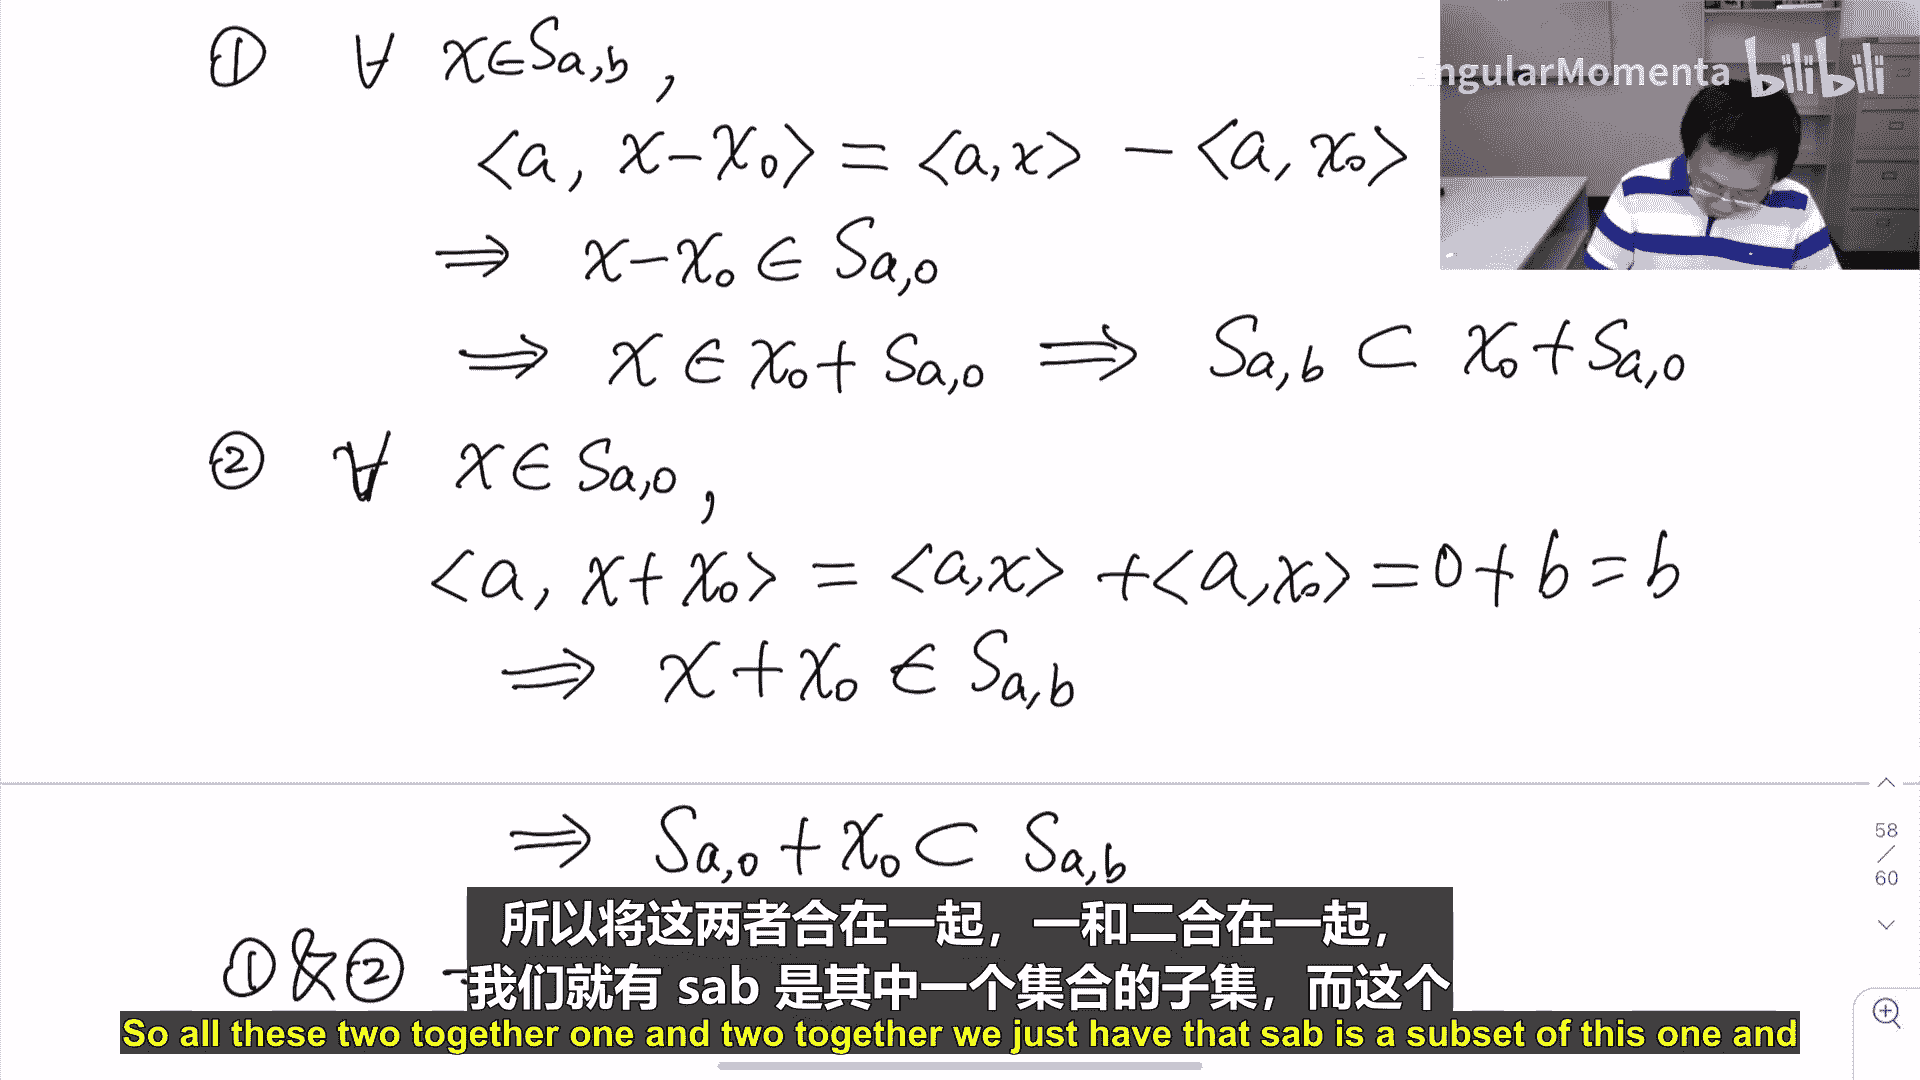 ① ∀ x∈Sa,b ,
ngularMomenta bilibili
<a, x-x₀> = <a,x> - <a,x₀>
⇒ x-x₀ ∈ Sa,0
⇒ x ∈ x₀+Sa,0 ⇒ Sa,b ⊂ x₀+Sa,0
② ∀ x∈Sa,0 ,
<a, x+x₀> = <a,x> +<a,x₀>=0+b=b
⇒ x+x₀ ∈ Sa,b
⇒ Sa,0+x₀ ⊂ Sa,b
58
/
60
①&②
所以将这两者合在一起，一和二合在一起，
我们就有 sab 是其中一个集合的子集，而这个
So all these two together one and two together we just have that sab is a subset of this one and